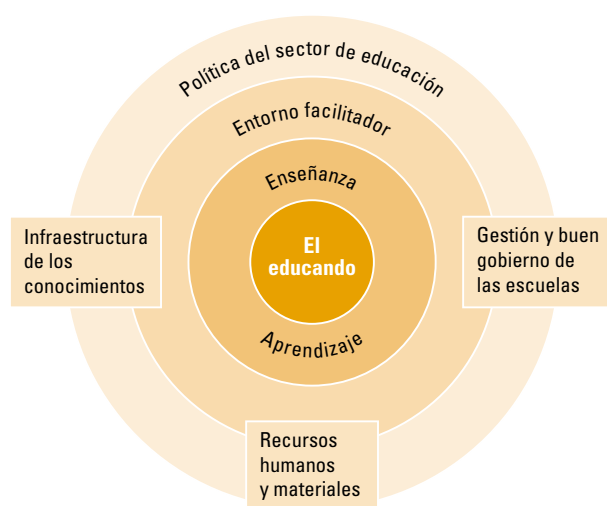 Política del sector de educación
Entorno facilitador
Enseñanza
El
educando
Aprendizaje
Infraestructura
de los
conocimientos
Gestión y buen
gobierno de
las escuelas
Recursos
humanos
y materiales